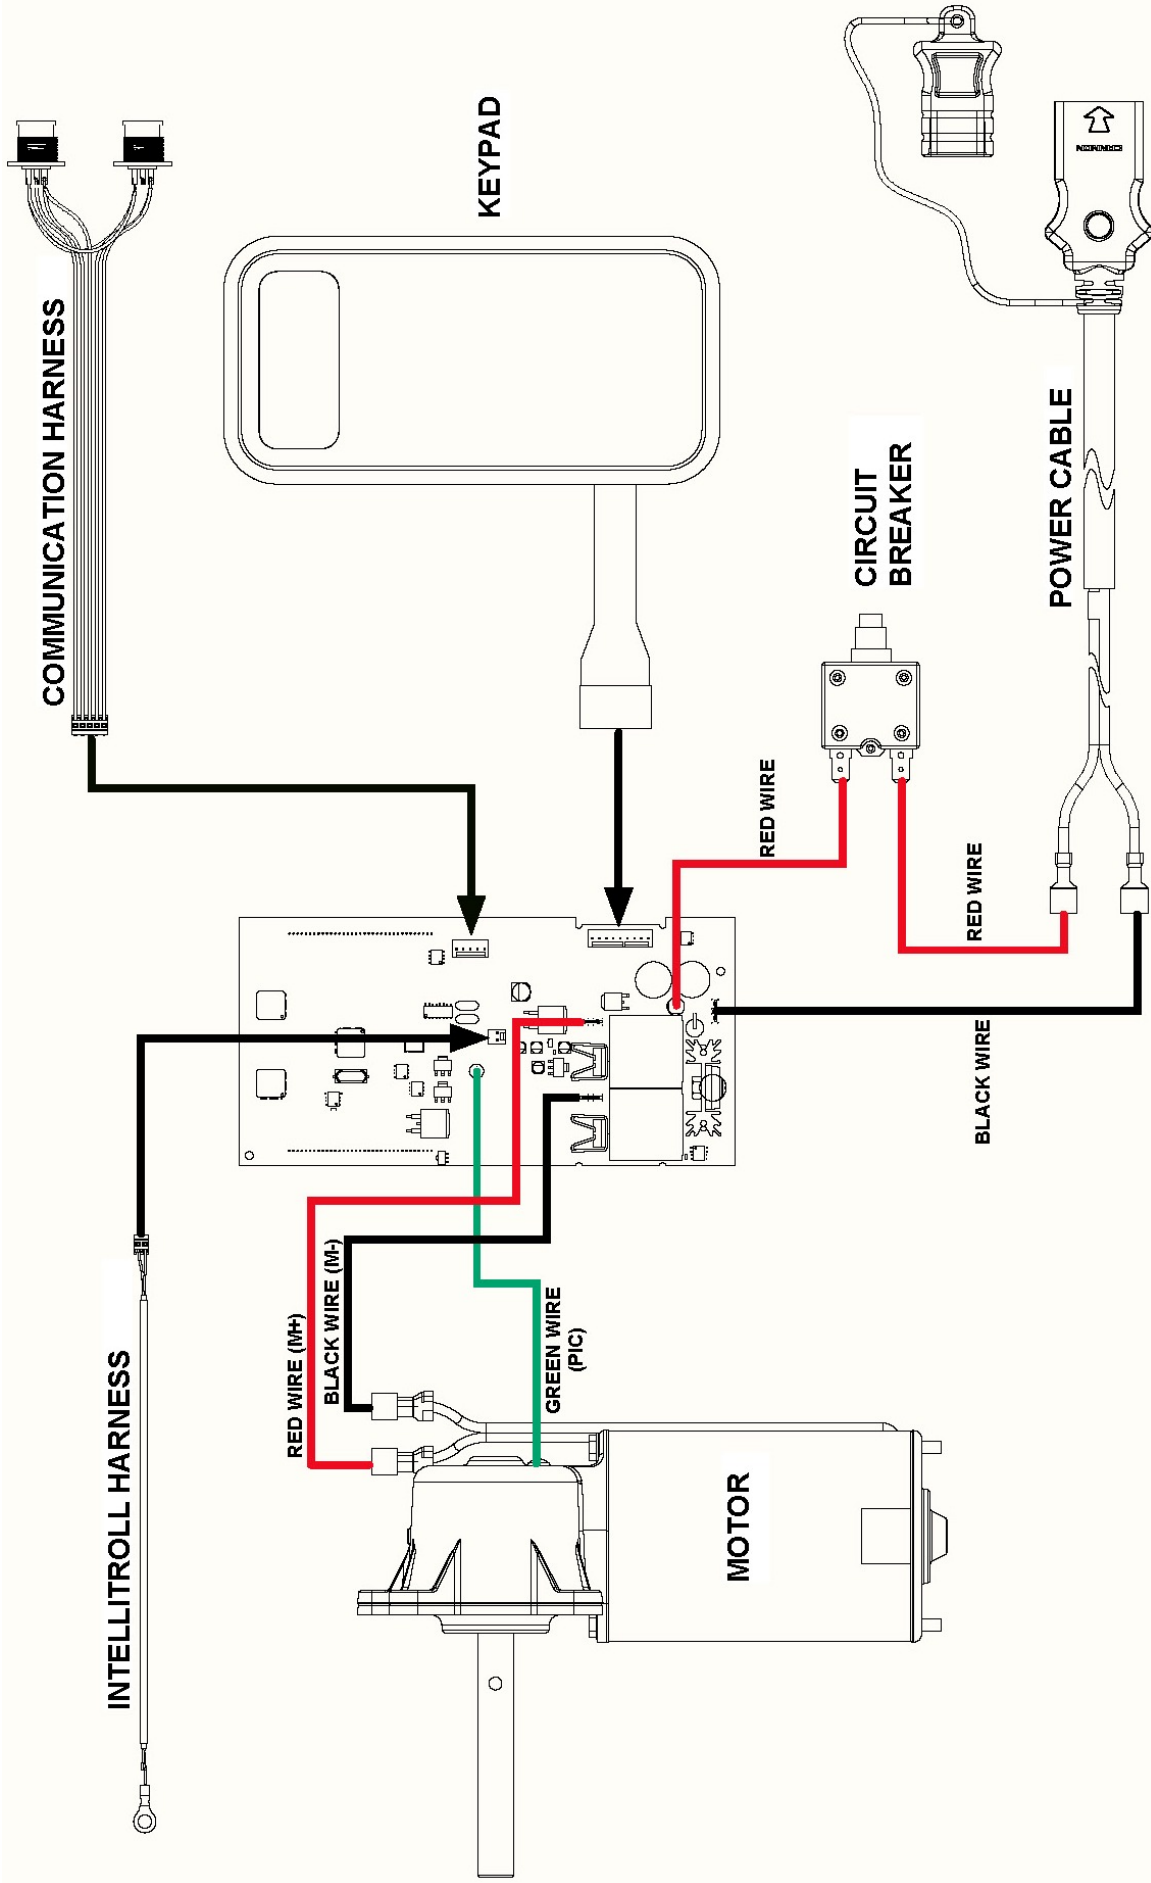 COMMUNICATION HARNESS
KEYPAD
CANNON
CIRCUIT
BREAKER
POWER CABLE
RED WIRE
RED WIRE
BLACK WIRE
INTELLITROLL HARNESS
RED WIRE (M+)
BLACK WIRE (M-)
GREEN WIRE
(PIC)
MOTOR